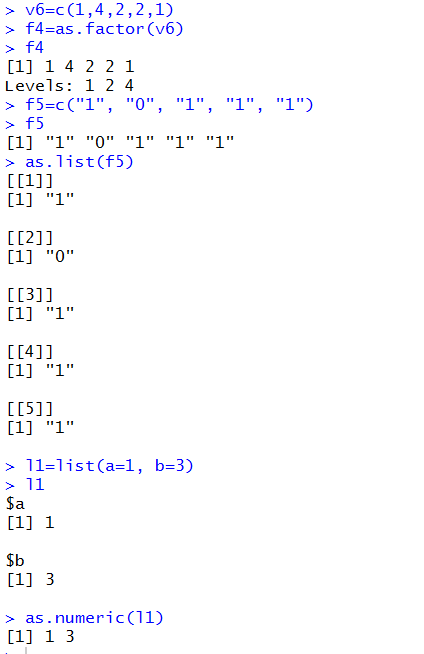 > v6=c(1,4,2,2,1)
> f4=as.factor(v6)
> f4
[1] 1 4 2 2 1
Levels: 1 2 4
> f5=c("1", "0", "1", "1", "1")
> f5
[1] "1" "0" "1" "1" "1"
> as.list(f5)
[[1]]
[1] "1"

[[2]]
[1] "0"

[[3]]
[1] "1"

[[4]]
[1] "1"

[[5]]
[1] "1"

> l1=list(a=1, b=3)
> l1
$a
[1] 1

$b
[1] 3

> as.numeric(l1)
[1] 1 3
>